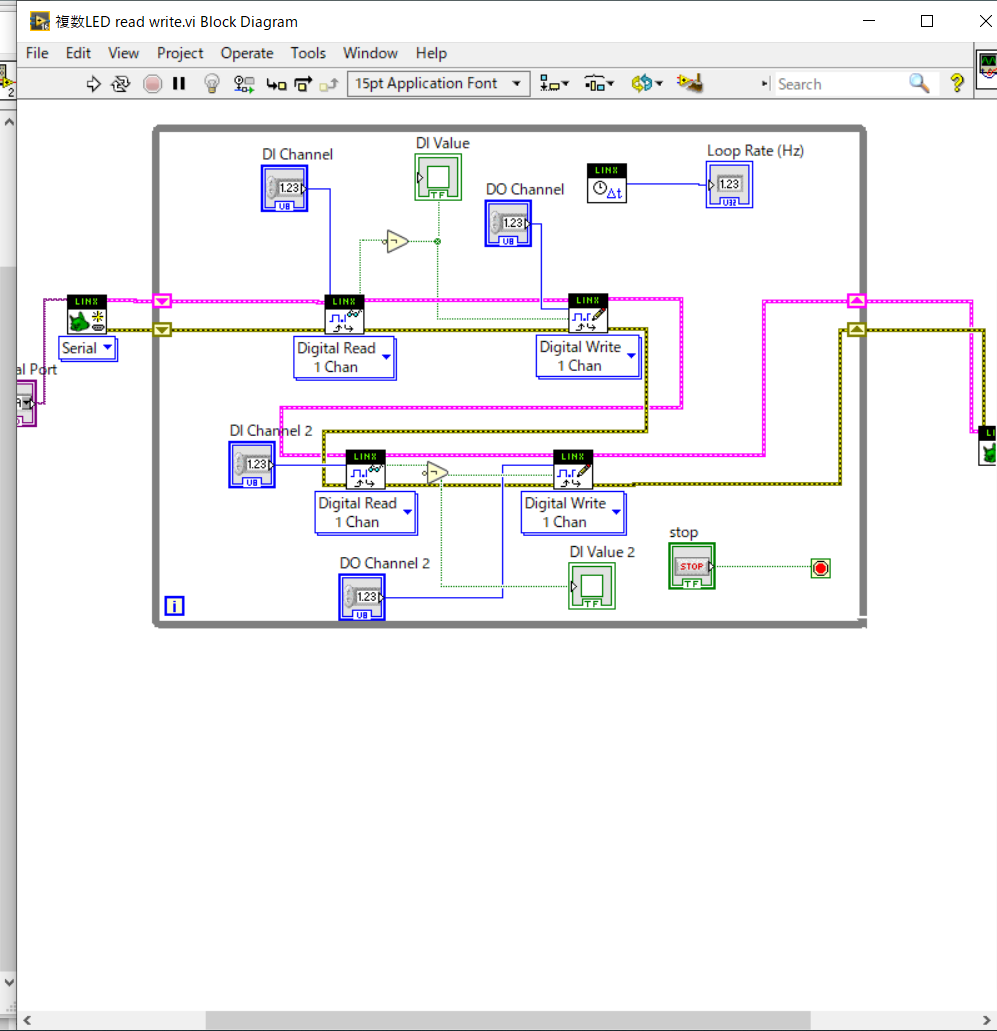 複数LED read write.vi Block Diagram
File Edit View Project Operate Tools Window Help
15pt Application Font
Search
2
DI Channel
1.23
U8
DI Value
TF
DO Channel
1.23
U8
LINX
Δt
Loop Rate (Hz)
1.23
U32
LINX
Serial
al Port
LINX
Digital Read
1 Chan
LINX
Digital Write
1 Chan
DI Channel 2
1.23
U8
LINX
Digital Read
1 Chan
LINX
Digital Write
1 Chan
LI
DO Channel 2
1.23
U8
DI Value 2
TF
stop
STOP
TF
i